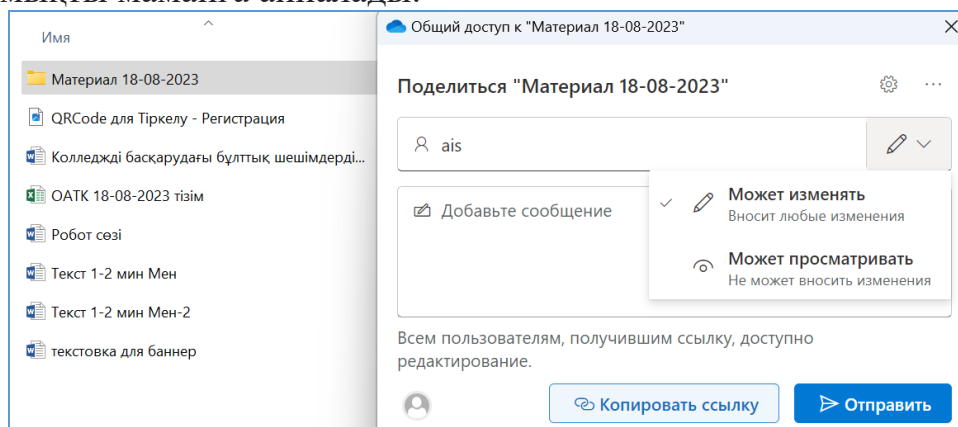 Имя
Материал 18-08-2023
QRCode для Тіркелу - Регистрация
Колледжді басқарудағы бұлттық шешімдерді...
ОАТК 18-08-2023 тізім
Робот сөзі
Текст 1-2 мин Мен
Текст 1-2 мин Мен-2
текстовка для баннер
Общий доступ к "Материал 18-08-2023"
Поделиться "Материал 18-08-2023"
ais
Добавьте сообщение
Может изменять
Вносит любые изменения
Может просматривать
Не может вносить изменения
Всем пользователям, получившим ссылку, доступно
редактирование.
Копировать ссылку
Отправить